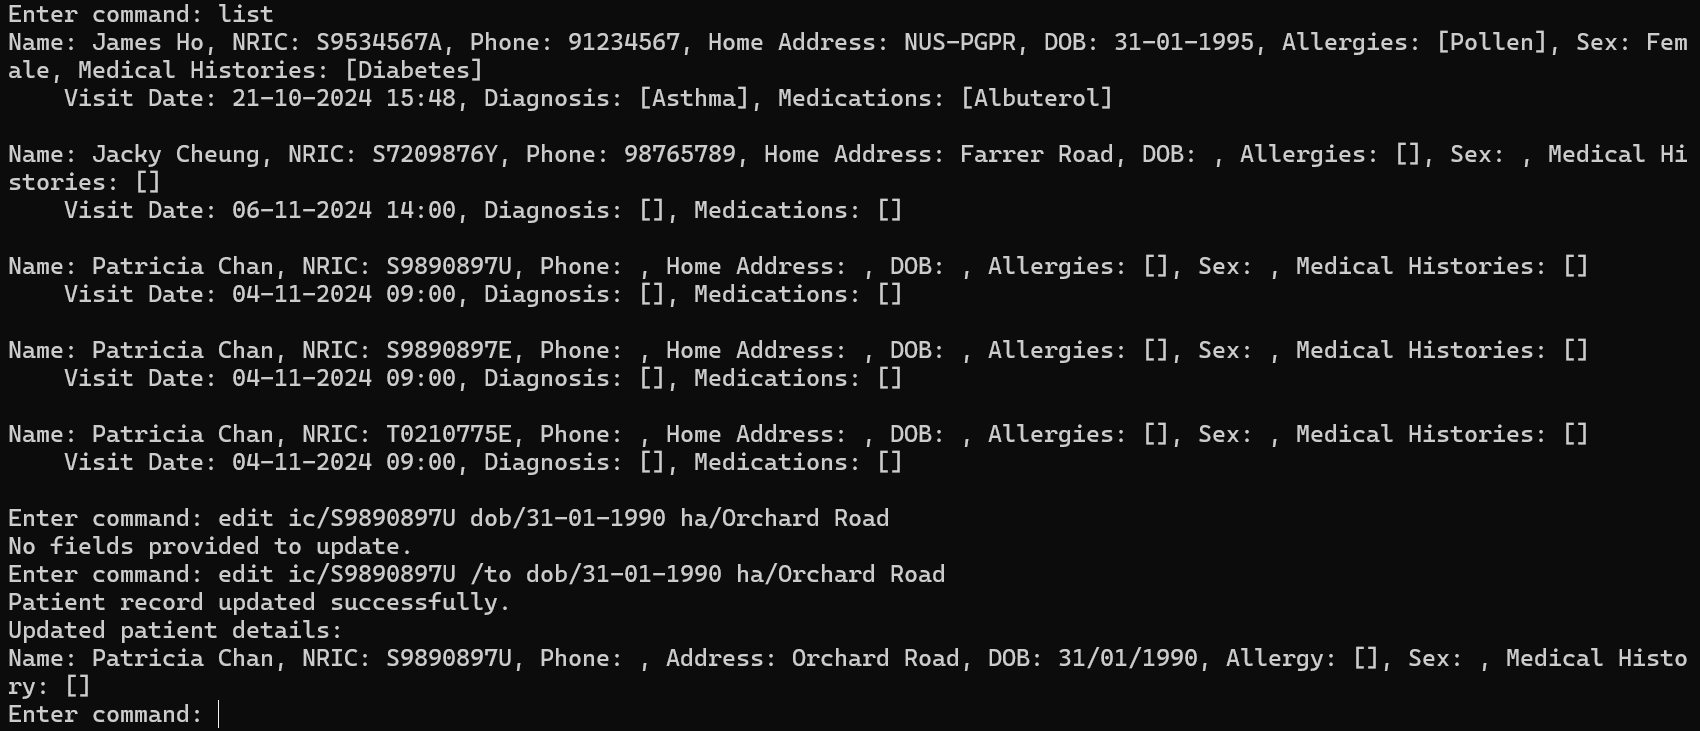 Enter command: list
Name: James Ho, NRIC: S9534567A, Phone: 91234567, Home Address: NUS-PGPR, DOB: 31-01-1995, Allergies: [Pollen], Sex: Fem
ale, Medical Histories: [Diabetes]
    Visit Date: 21-10-2024 15:48, Diagnosis: [Asthma], Medications: [Albuterol]

Name: Jacky Cheung, NRIC: S7209876Y, Phone: 98765789, Home Address: Farrer Road, DOB: , Allergies: [], Sex: , Medical Hi
stories: []
    Visit Date: 06-11-2024 14:00, Diagnosis: [], Medications: []

Name: Patricia Chan, NRIC: S9890897U, Phone: , Home Address: , DOB: , Allergies: [], Sex: , Medical Histories: []
    Visit Date: 04-11-2024 09:00, Diagnosis: [], Medications: []

Name: Patricia Chan, NRIC: S9890897E, Phone: , Home Address: , DOB: , Allergies: [], Sex: , Medical Histories: []
    Visit Date: 04-11-2024 09:00, Diagnosis: [], Medications: []

Name: Patricia Chan, NRIC: T0210775E, Phone: , Home Address: , DOB: , Allergies: [], Sex: , Medical Histories: []
    Visit Date: 04-11-2024 09:00, Diagnosis: [], Medications: []

Enter command: edit ic/S9890897U dob/31-01-1990 ha/Orchard Road
No fields provided to update.
Enter command: edit ic/S9890897U /to dob/31-01-1990 ha/Orchard Road
Patient record updated successfully.
Updated patient details:
Name: Patricia Chan, NRIC: S9890897U, Phone: , Address: Orchard Road, DOB: 31/01/1990, Allergy: [], Sex: , Medical Histo
ry: []
Enter command: